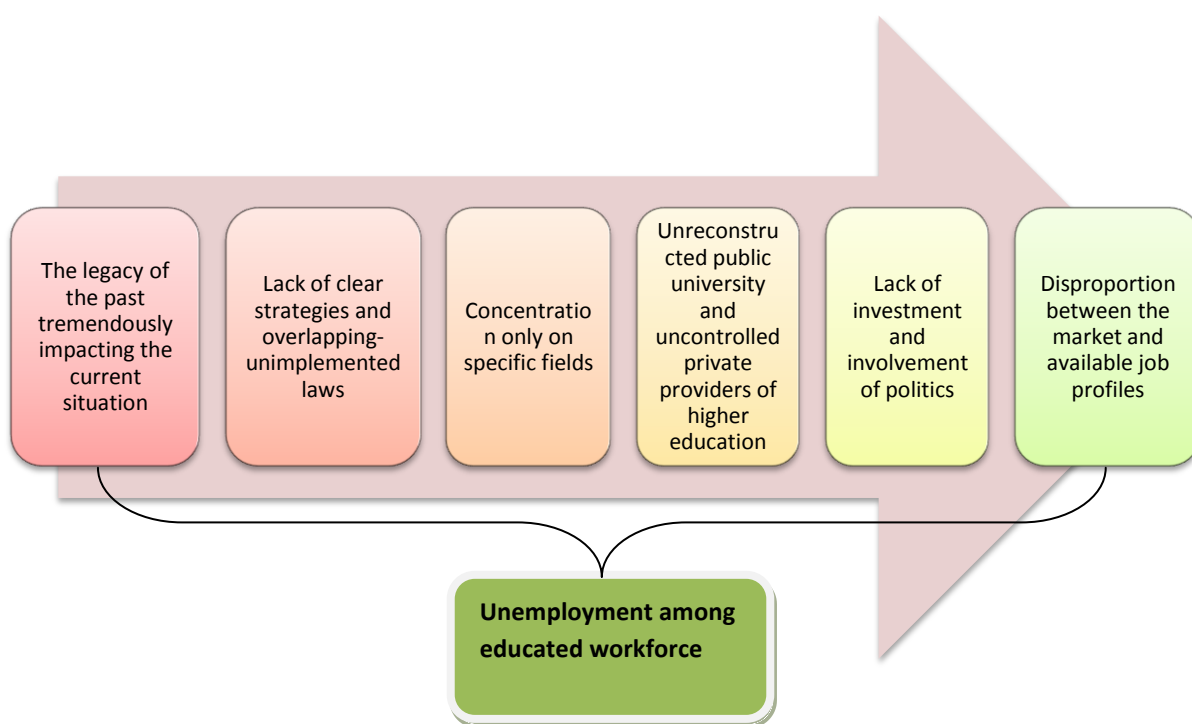 The legacy of
the past
tremendously
impacting the
current
situation
Lack of clear
strategies and
overlapping-
unimplemented
laws
Concentratio
n only on
specific fields
Unreconstru
cted public
university
and
uncontrolled
private
providers of
higher
education
Lack of
investment
and
involvement
of politics
Disproportion
between the
market and
available job
profiles
Unemployment among
educated workforce